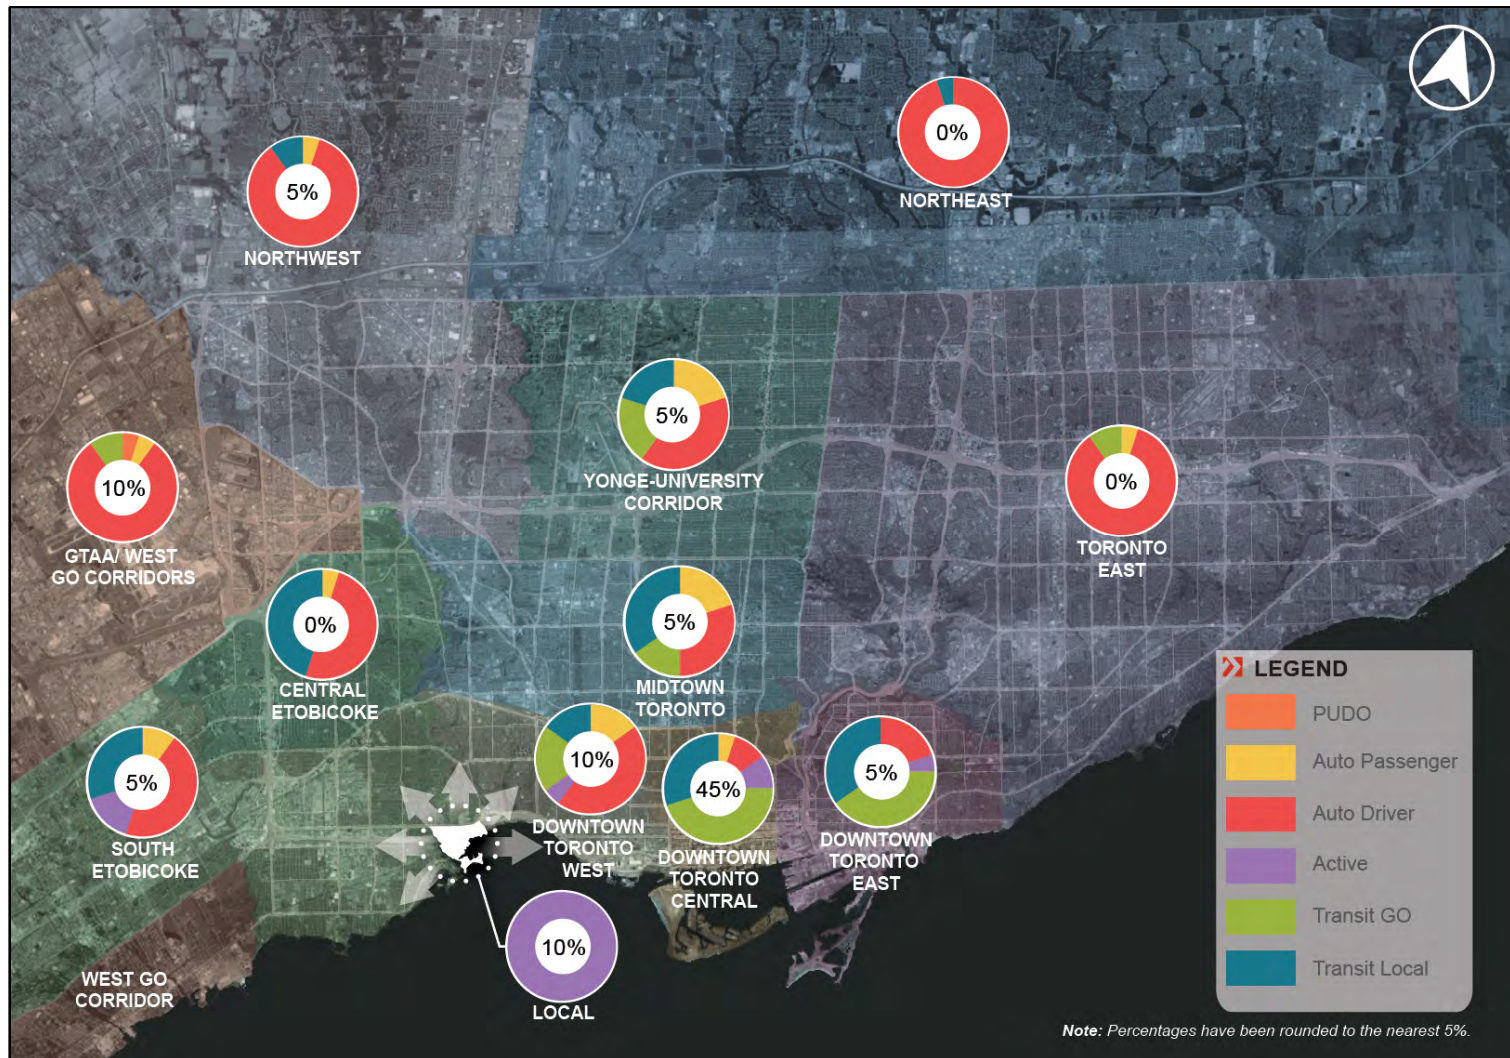 0%
NORTHEAST
5%
NORTHWEST
5%
YONGE-UNIVERSITY
CORRIDOR
10%
GTAA/ WEST
GO CORRIDORS
0%
TORONTO
EAST
0%
CENTRAL
ETOBICOKE
5%
MIDTOWN
TORONTO
5%
SOUTH
ETOBICOKE
10%
DOWNTOWN
TORONTO
WEST
45%
DOWNTOWN
TORONTO
CENTRAL
5%
DOWNTOWN
TORONTO
EAST
10%
LOCAL
WEST GO
CORRIDOR
LEGEND
PUDO
Auto Passenger
Auto Driver
Active
Transit GO
Transit Local
Note: Percentages have been rounded to the nearest 5%.